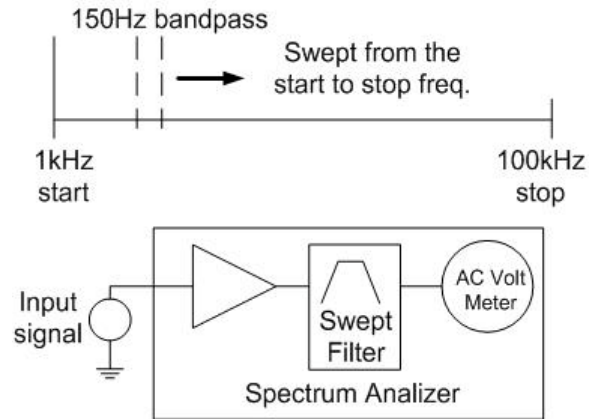 150Hz bandpass
Swept from the
start to stop freq.
1kHz
start
100kHz
stop
Input
signal
Swept
Filter
AC Volt
Meter
Spectrum Analizer